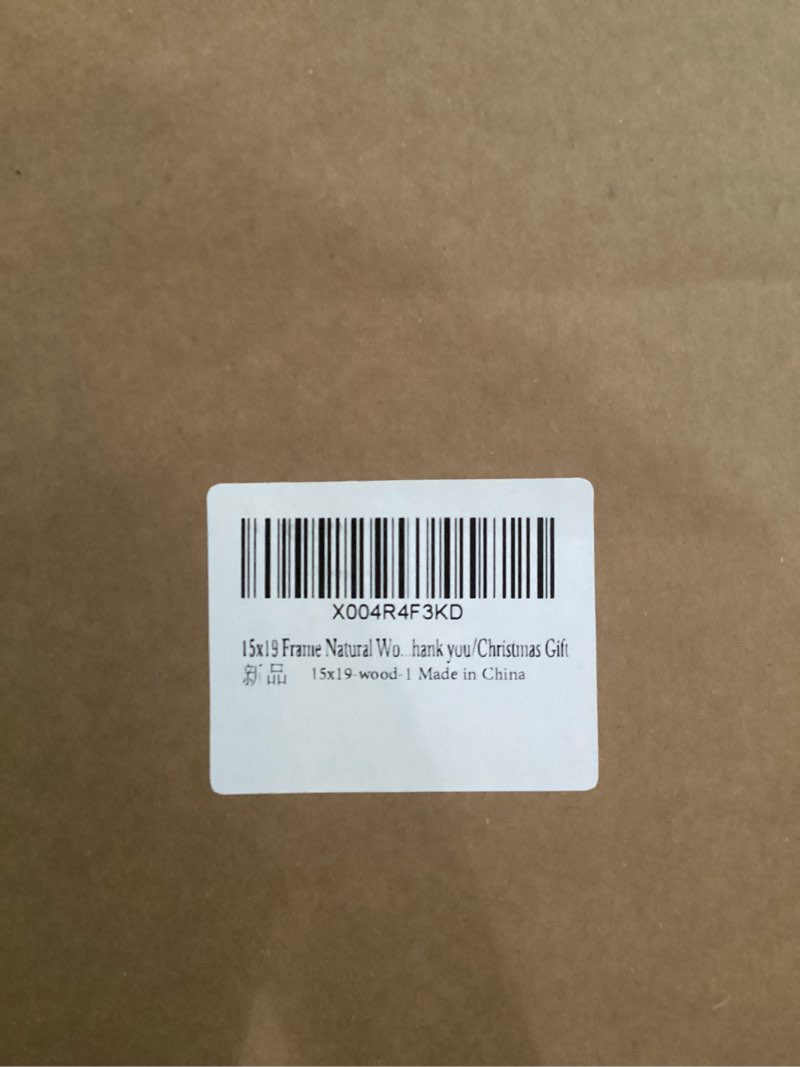 X004R4F3KD
15x19 Frame Natural Wo...hank you/Christmas Gift
新品 15x19-wood-1 Made in China